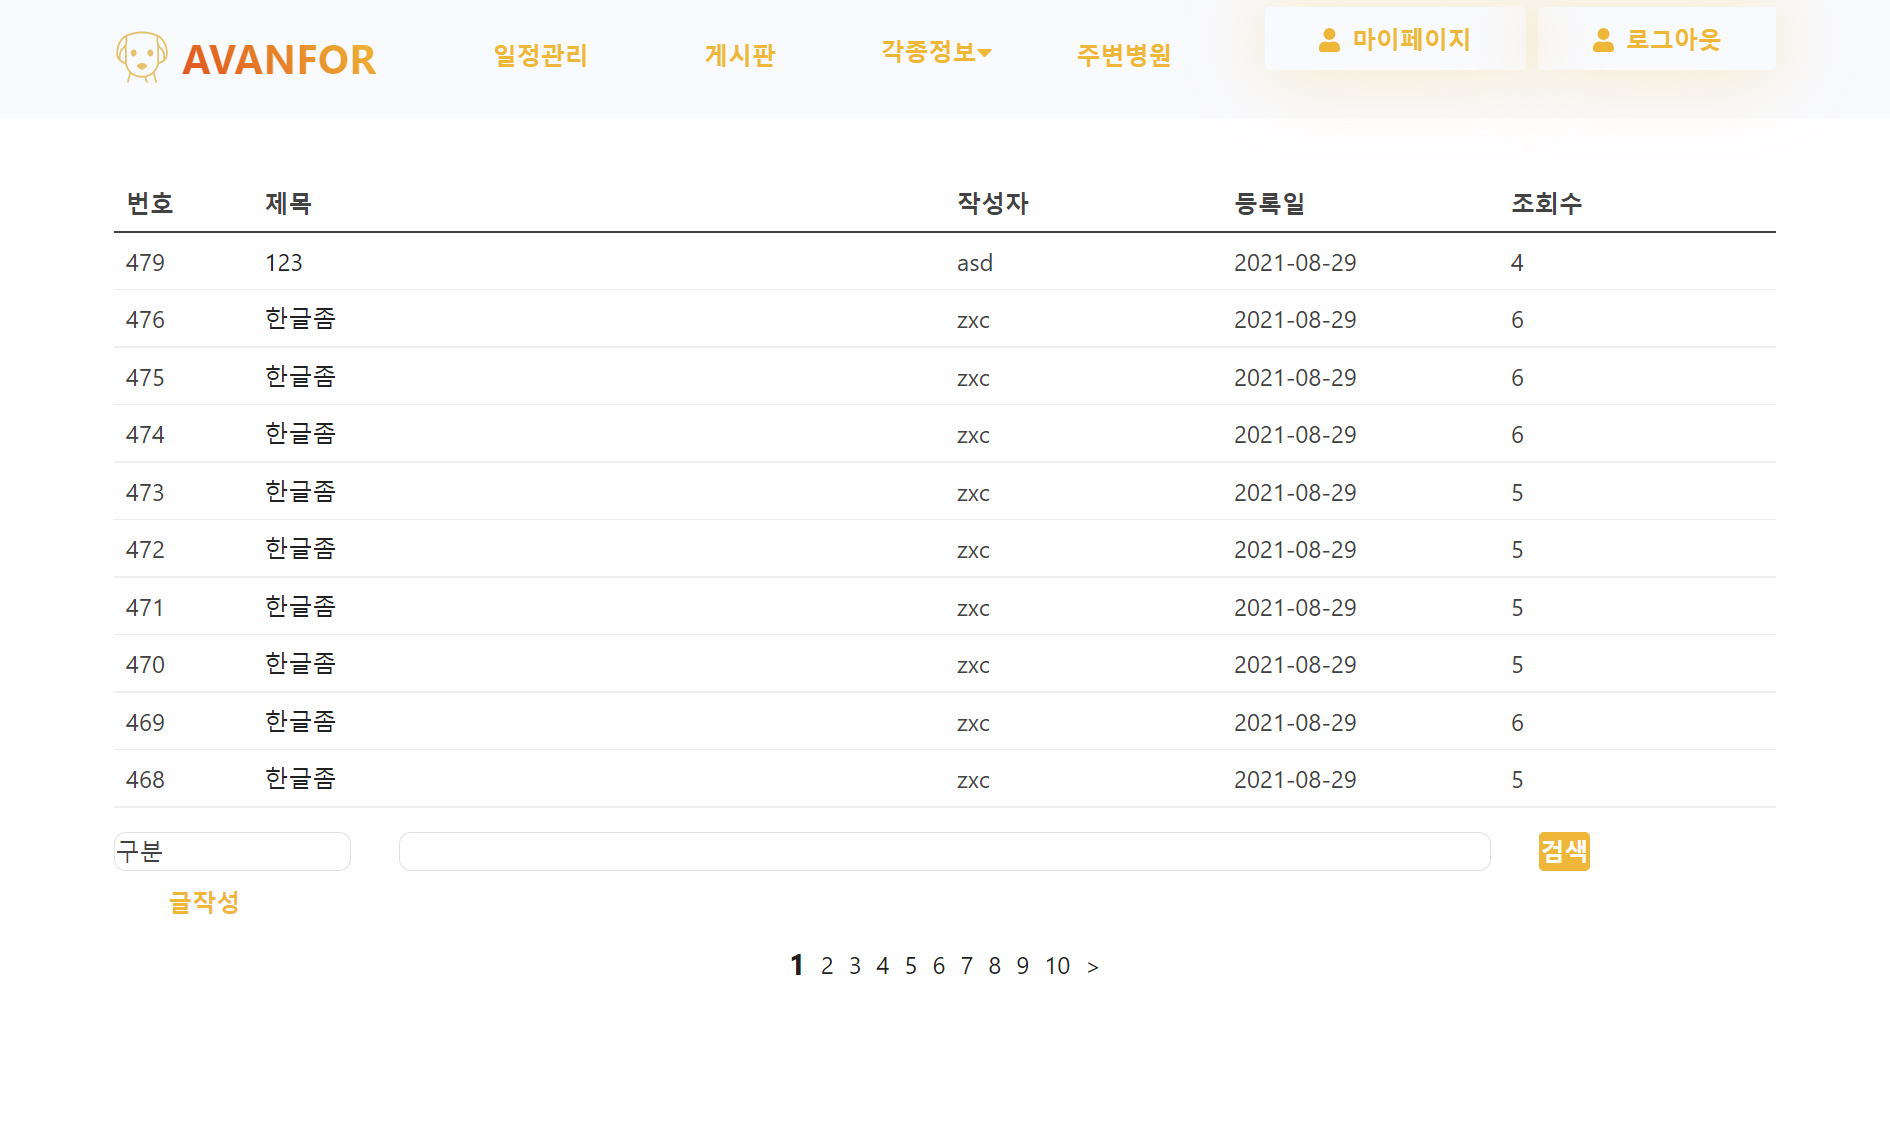 AVANFOR 일정관리 게시판 각종정보 주변병원 마이페이지 로그아웃
번호 제목 작성자 등록일 조회수
479 123 asd 2021-08-29 4
476 한글좀 zxc 2021-08-29 6
475 한글좀 zxc 2021-08-29 6
474 한글좀 zxc 2021-08-29 6
473 한글좀 zxc 2021-08-29 5
472 한글좀 zxc 2021-08-29 5
471 한글좀 zxc 2021-08-29 5
470 한글좀 zxc 2021-08-29 5
469 한글좀 zxc 2021-08-29 6
468 한글좀 zxc 2021-08-29 5
구분 검색
글작성
1 2 3 4 5 6 7 8 9 10 >